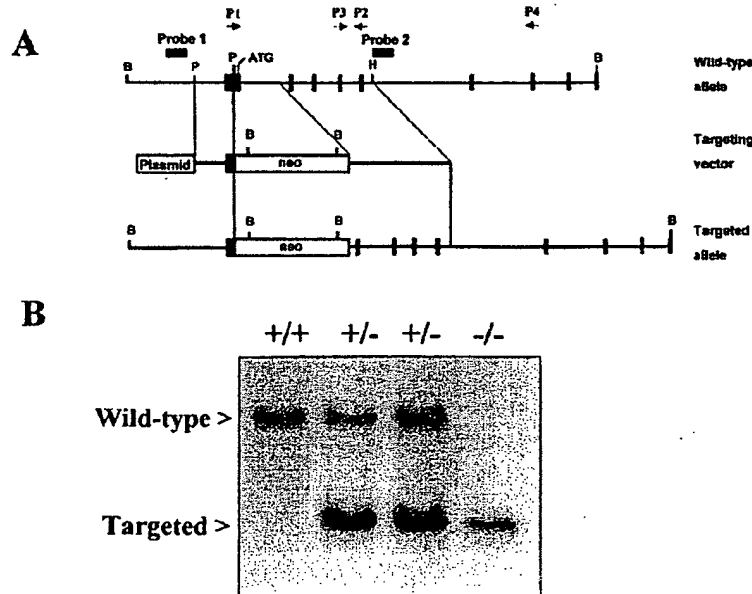 A
P1 P3 P2 P4
Probe 1 Probe 2
B P P ATG H B
Wild-type
allele
B B
Plasmid neo
Targeting
vector
B B B B
neo
Targeted
allele
B
+/+ +/- +/- -/-
Wild-type >
Targeted >